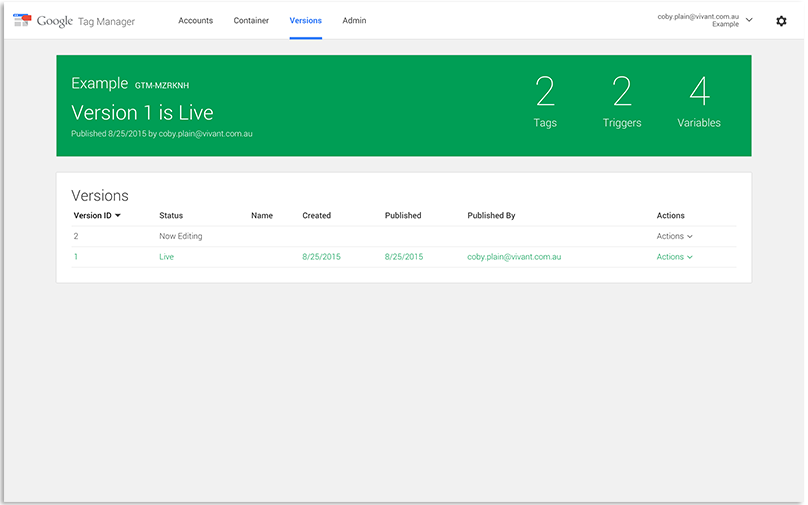 Google Tag Manager Accounts Container Versions Admin coby.plain@vivant.com.au
Example
Example GTM-MZRKNH
Version 1 is Live
Published 8/25/2015 by coby.plain@vivant.com.au
2 2 4
Tags Triggers Variables
Versions
Version ID Status Name Created Published Published By Actions
2 Now Editing Actions
1 Live 8/25/2015 8/25/2015 coby.plain@vivant.com.au Actions